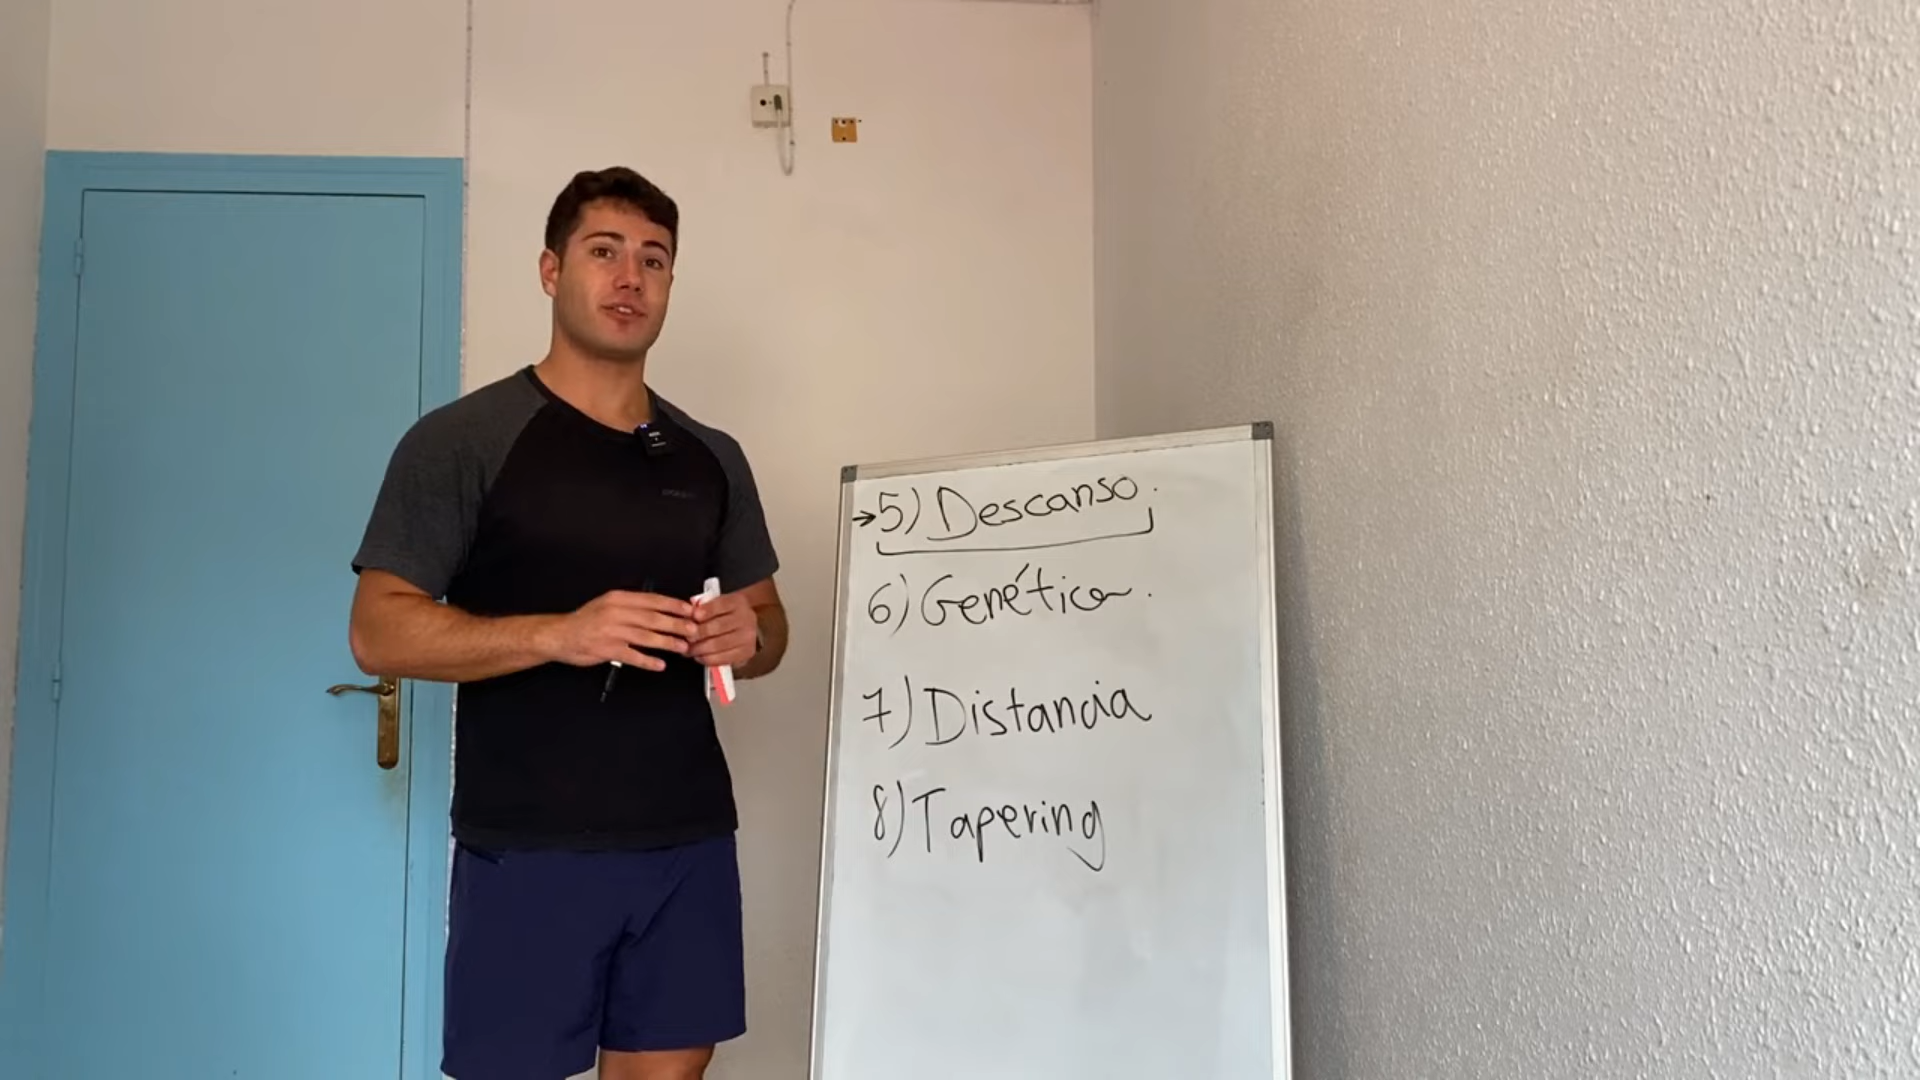 →5) Descanso.
6) Genética.
7) Distancia
8) Tapering